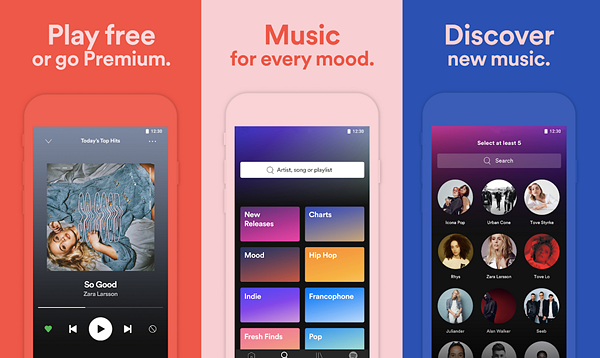 Play free
or go Premium.
12:30
Today's Top Hits
SO GOOD
So Good
Zara Larsson
Music
for every mood.
12:30
Artist, song or playlist
New
Releases
Charts
Mood
Hip Hop
Indie
Francophone
Fresh Finds
Pop
Discover
new music.
12:30
Select at least 5
Search
Icona Pop
Urban Cone
Tove Styrke
Rhys
Zara Larsson
Tove Lo
Juliander
Alan Walker
Seeb